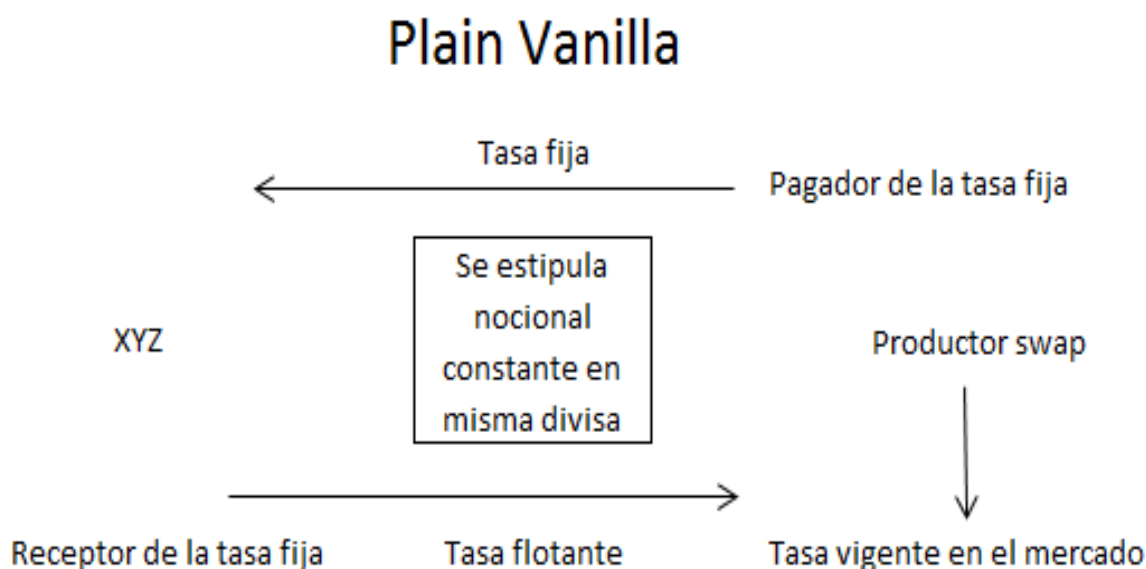 Plain Vanilla
Tasa fija
Pagador de la tasa fija
Se estipula
nocional
constante en
misma divisa
XYZ
Productor swap
Receptor de la tasa fija
Tasa flotante
Tasa vigente en el mercado